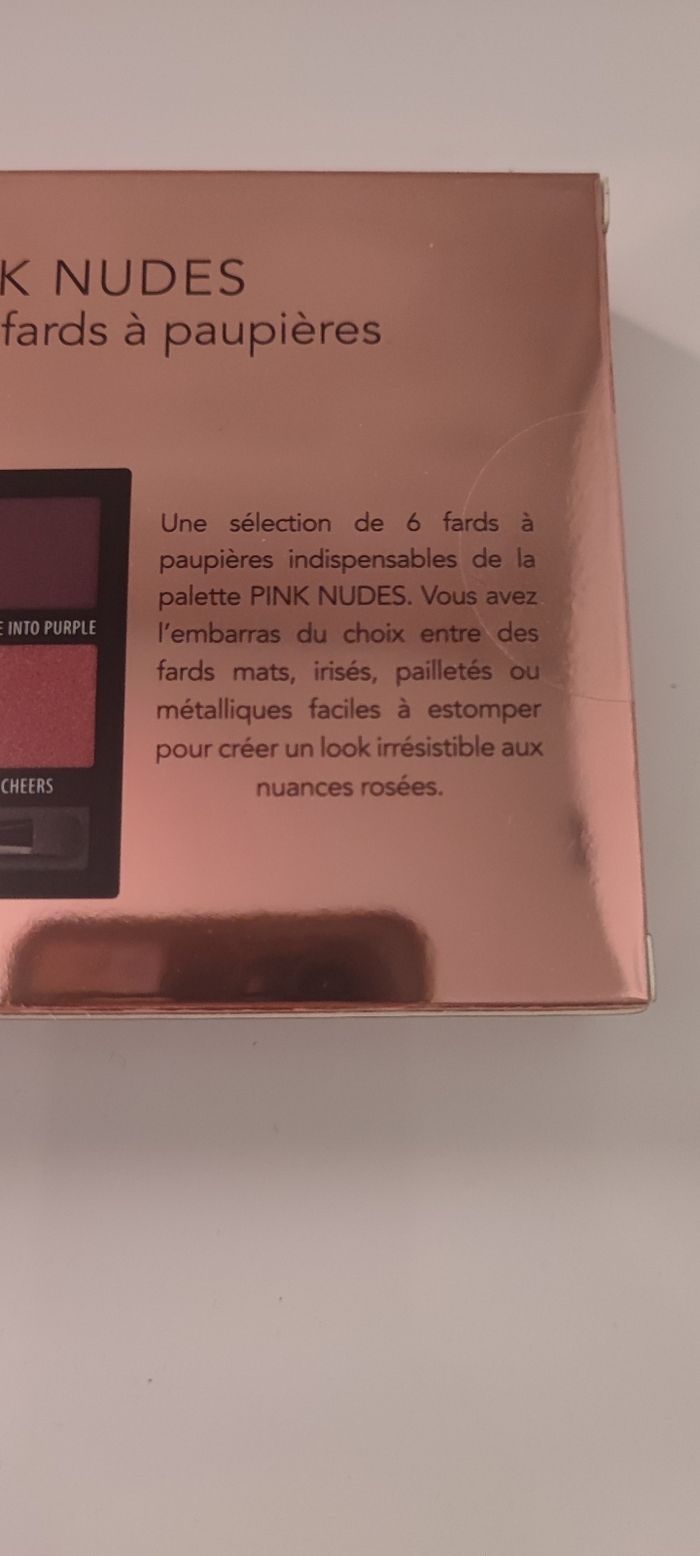 K NUDES
fards à paupières
Une sélection de 6 fards à
paupières indispensables de la
palette PINK NUDES. Vous avez
l'embarras du choix entre des
fards mats, irisés, pailletés ou
métalliques faciles à estomper
pour créer un look irrésistible aux
nuances rosées.
E INTO PURPLE
CHEERS